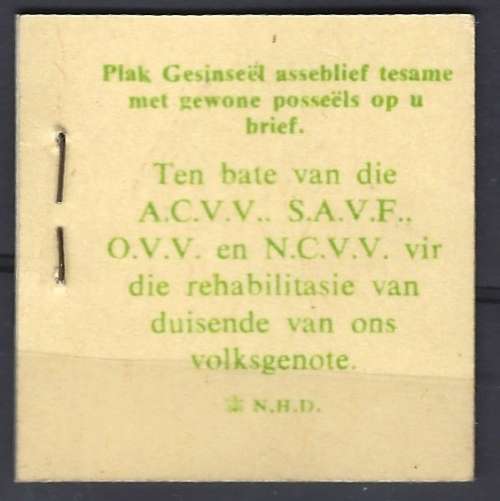 Plak Gesinseël asseblief tesame
met gewone posseëls op u
brief.
Ten bate van die
A.C.V.V.. S.A.V.F..
O.V.V. en N.C.V.V. vir
die rehabilitasie van
duisende van ons
volksgenote.
N.H.D.